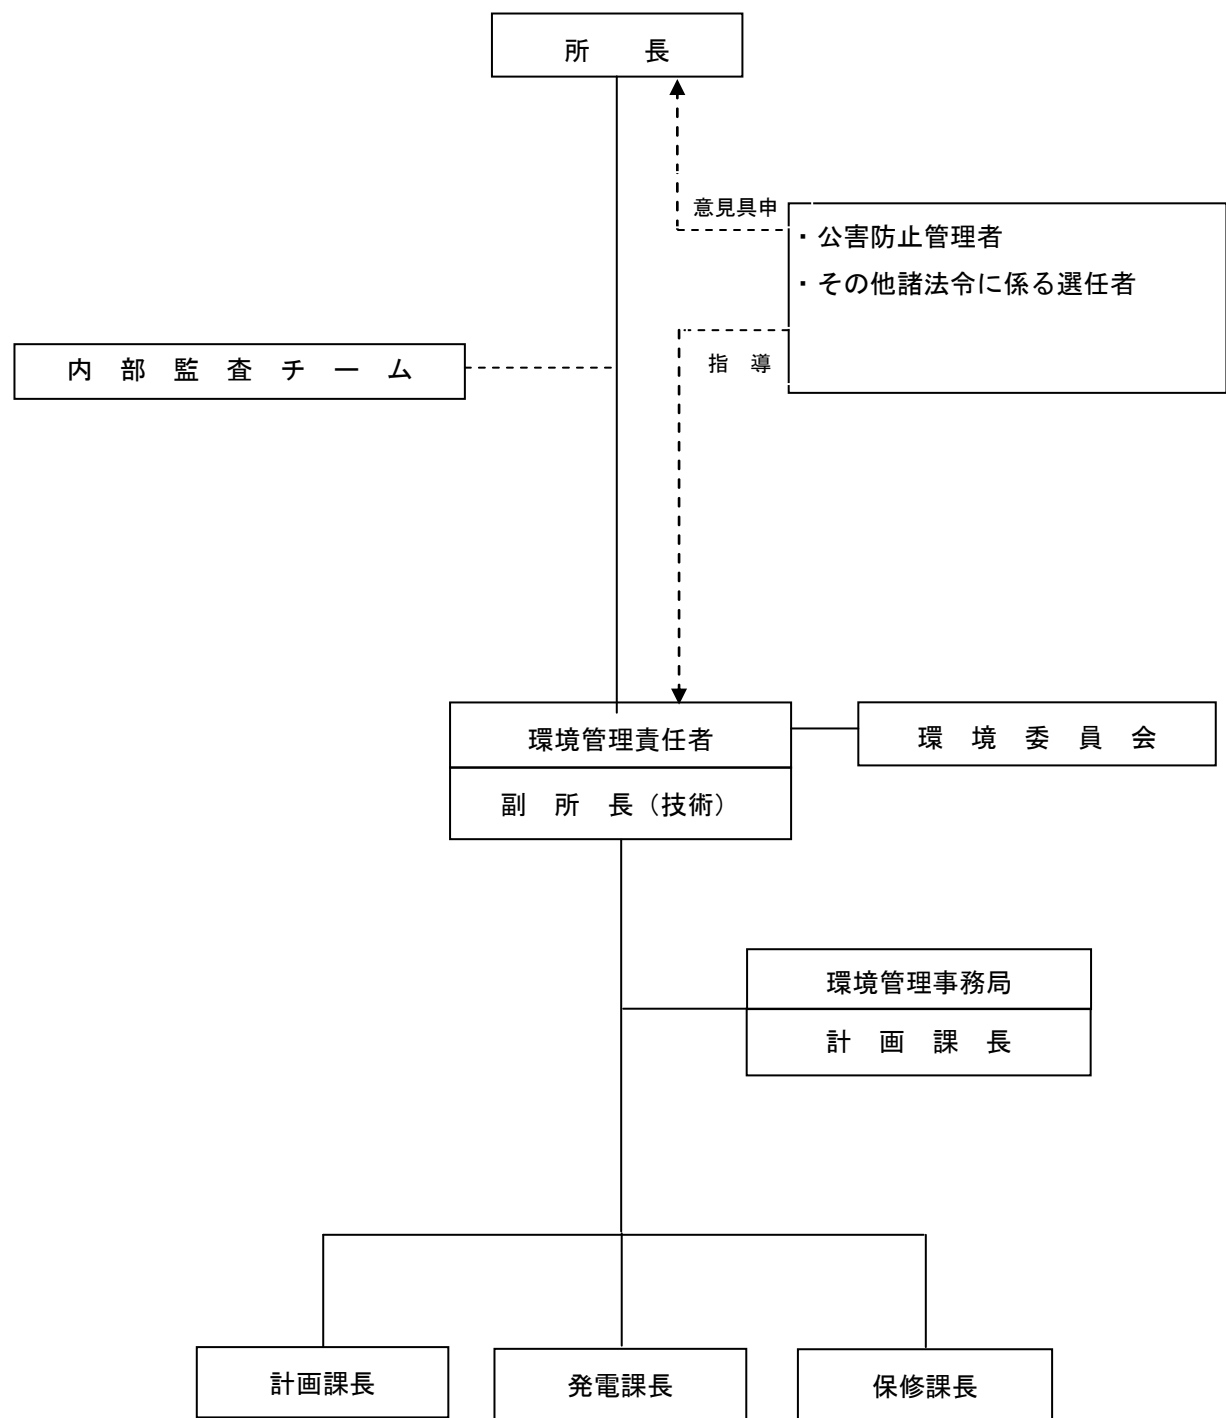 所　長
意見具申
・公害防止管理者
・その他諸法令に係る選任者
内　部　監　査　チ　ー　ム
指　導
環境管理責任者
環　境　委　員　会
副　所　長（技術）
環境管理事務局
計　画　課　長
計画課長
発電課長
保修課長